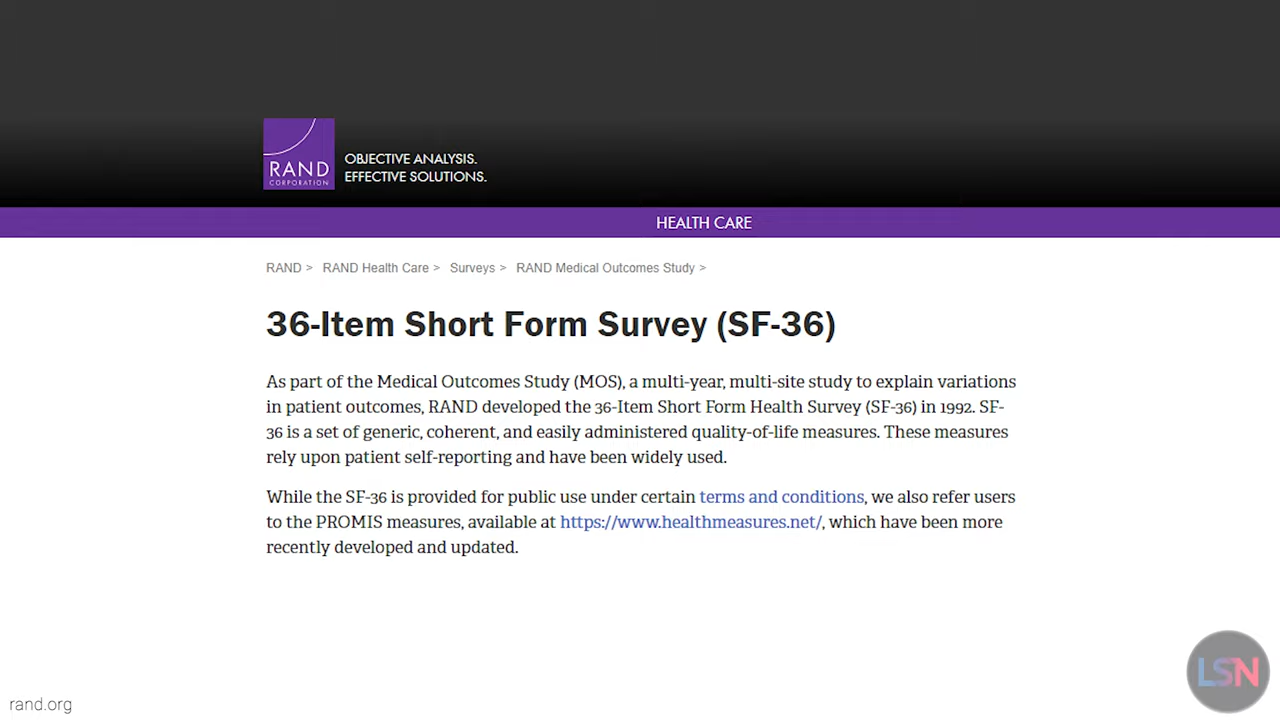 RAND
CORPORATION
OBJECTIVE ANALYSIS.
EFFECTIVE SOLUTIONS.
HEALTH CARE
RAND > RAND Health Care > Surveys > RAND Medical Outcomes Study >
36-Item Short Form Survey (SF-36)
As part of the Medical Outcomes Study (MOS), a multi-year, multi-site study to explain variations
in patient outcomes, RAND developed the 36-Item Short Form Health Survey (SF-36) in 1992. SF-
36 is a set of generic, coherent, and easily administered quality-of-life measures. These measures
rely upon patient self-reporting and have been widely used.
While the SF-36 is provided for public use under certain terms and conditions, we also refer users
to the PROMIS measures, available at https://www.healthmeasures.net/, which have been more
recently developed and updated.
LSN
rand.org